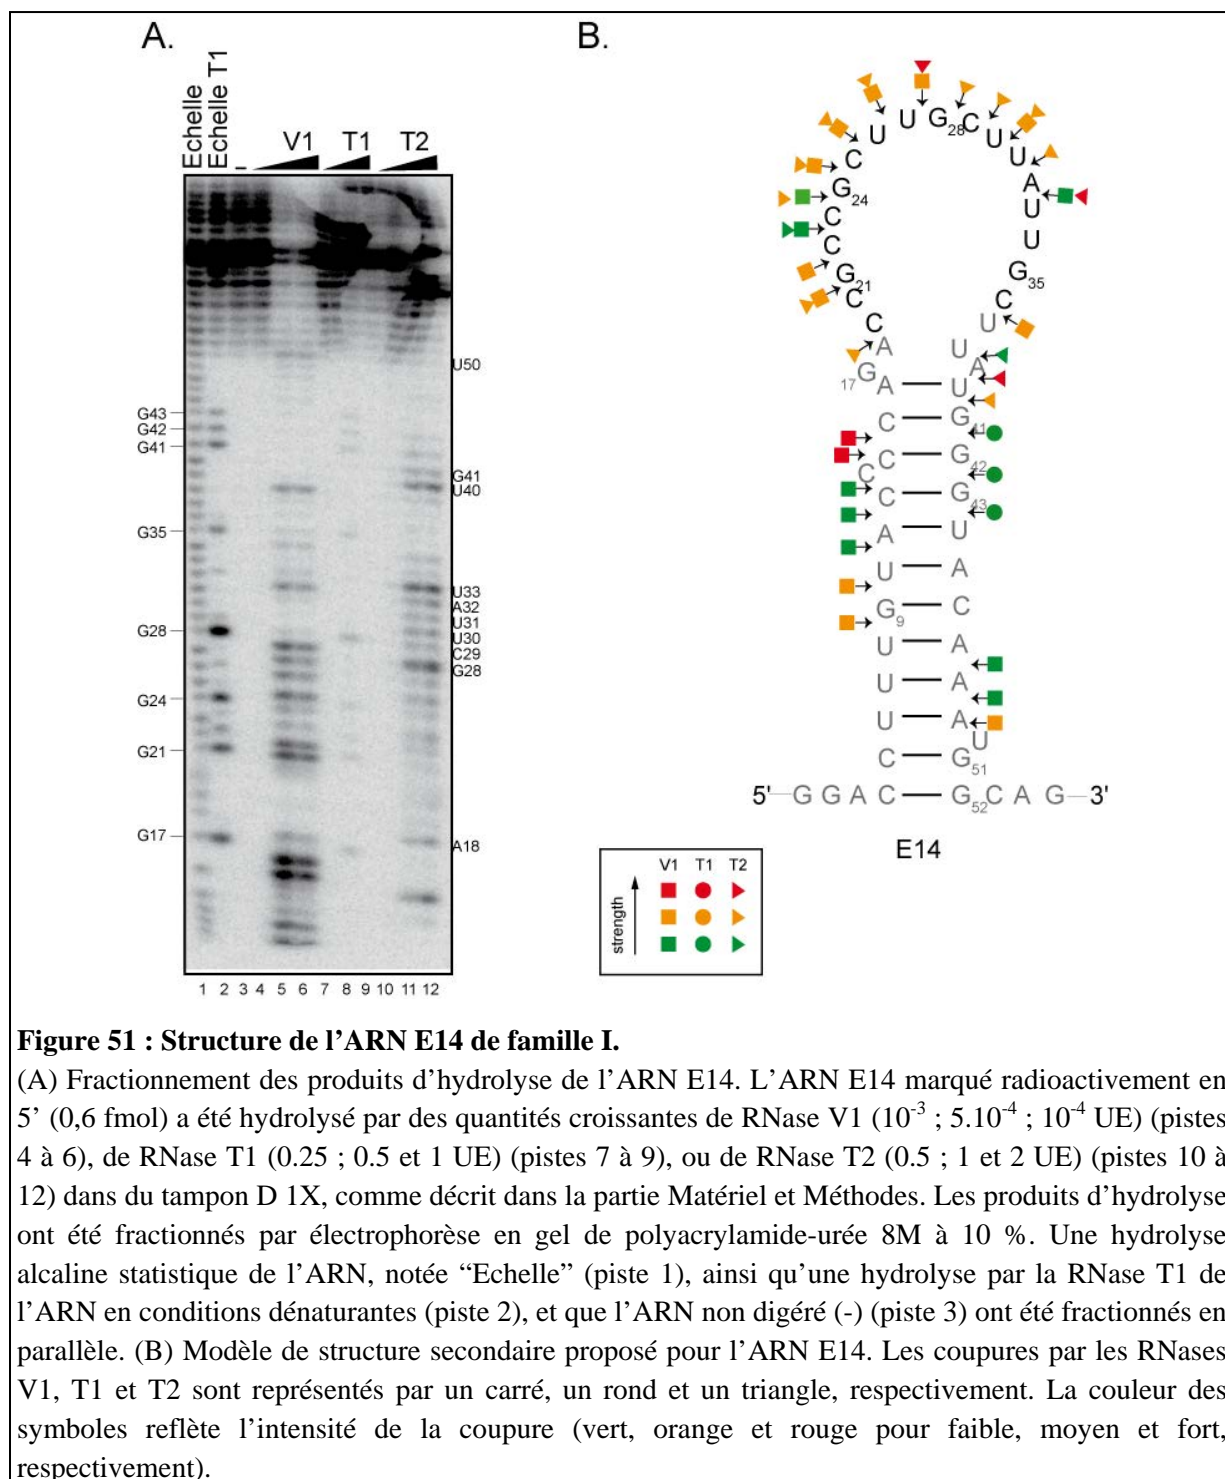 A.
B.
Echelle
Echelle T1
–
V1
T1
T2
U50
G43
G42
G41
G41
U40
G35
U33
A32
U31
U30
C29
G28
G28
G24
G21
G17
A18
1 2 3 4 5 6 7 8 9 10 11 12
U U G28 C U
C U
G24 A
C U
C U
G21 G35
C C
C U
A U
G17 A
A U
C G41
C G42
C
C G43
A U
U A
G9 C
U A
U A
U A
U
C G51
5' G G A C G52 C A G 3'
E14
V1 T1 T2
strength
Figure 51 : Structure de l’ARN E14 de famille I.
(A) Fractionnement des produits d’hydrolyse de l’ARN E14. L’ARN E14 marqué radioactivement en
5’ (0,6 fmol) a été hydrolysé par des quantités croissantes de RNase V1 (10-3 ; 5.10-4 ; 10-4 UE) (pistes
4 à 6), de RNase T1 (0.25 ; 0.5 et 1 UE) (pistes 7 à 9), ou de RNase T2 (0.5 ; 1 et 2 UE) (pistes 10 à
12) dans du tampon D 1X, comme décrit dans la partie Matériel et Méthodes. Les produits d’hydrolyse
ont été fractionnés par électrophorèse en gel de polyacrylamide-urée 8M à 10 %. Une hydrolyse
alcaline statistique de l’ARN, notée “Echelle” (piste 1), ainsi qu’une hydrolyse par la RNase T1 de
l’ARN en conditions dénaturantes (piste 2), et que l’ARN non digéré (-) (piste 3) ont été fractionnés en
parallèle. (B) Modèle de structure secondaire proposé pour l’ARN E14. Les coupures par les RNases
V1, T1 et T2 sont représentés par un carré, un rond et un triangle, respectivement. La couleur des
symboles reflète l’intensité de la coupure (vert, orange et rouge pour faible, moyen et fort,
respectivement).